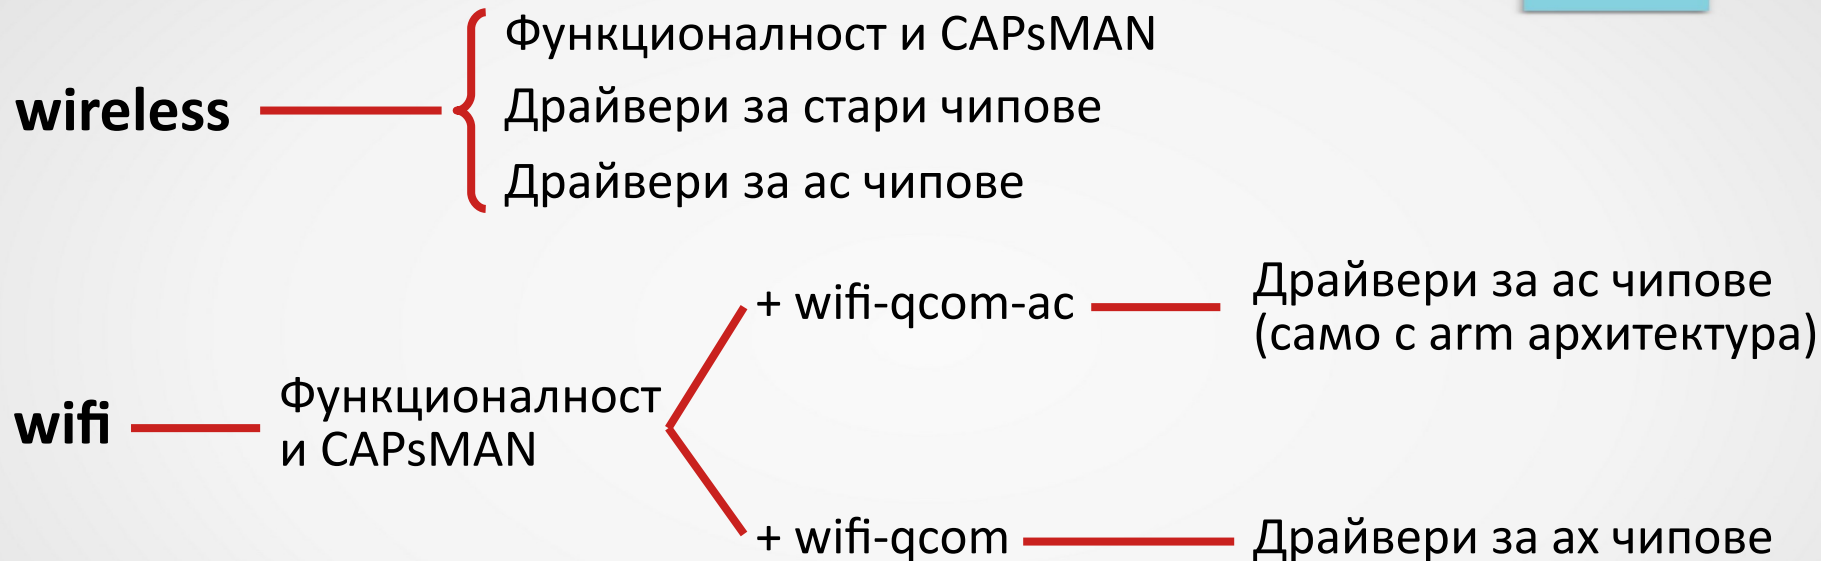 Функционалност и CAPsMAN
wireless
Драйвери за стари чипове
Драйвери за ac чипове
+ wifi-qcom-ac
Драйвери за ac чипове
(само с arm архитектура)
wifi
Функционалност
и CAPsMAN
+ wifi-qcom
Драйвери за ax чипове